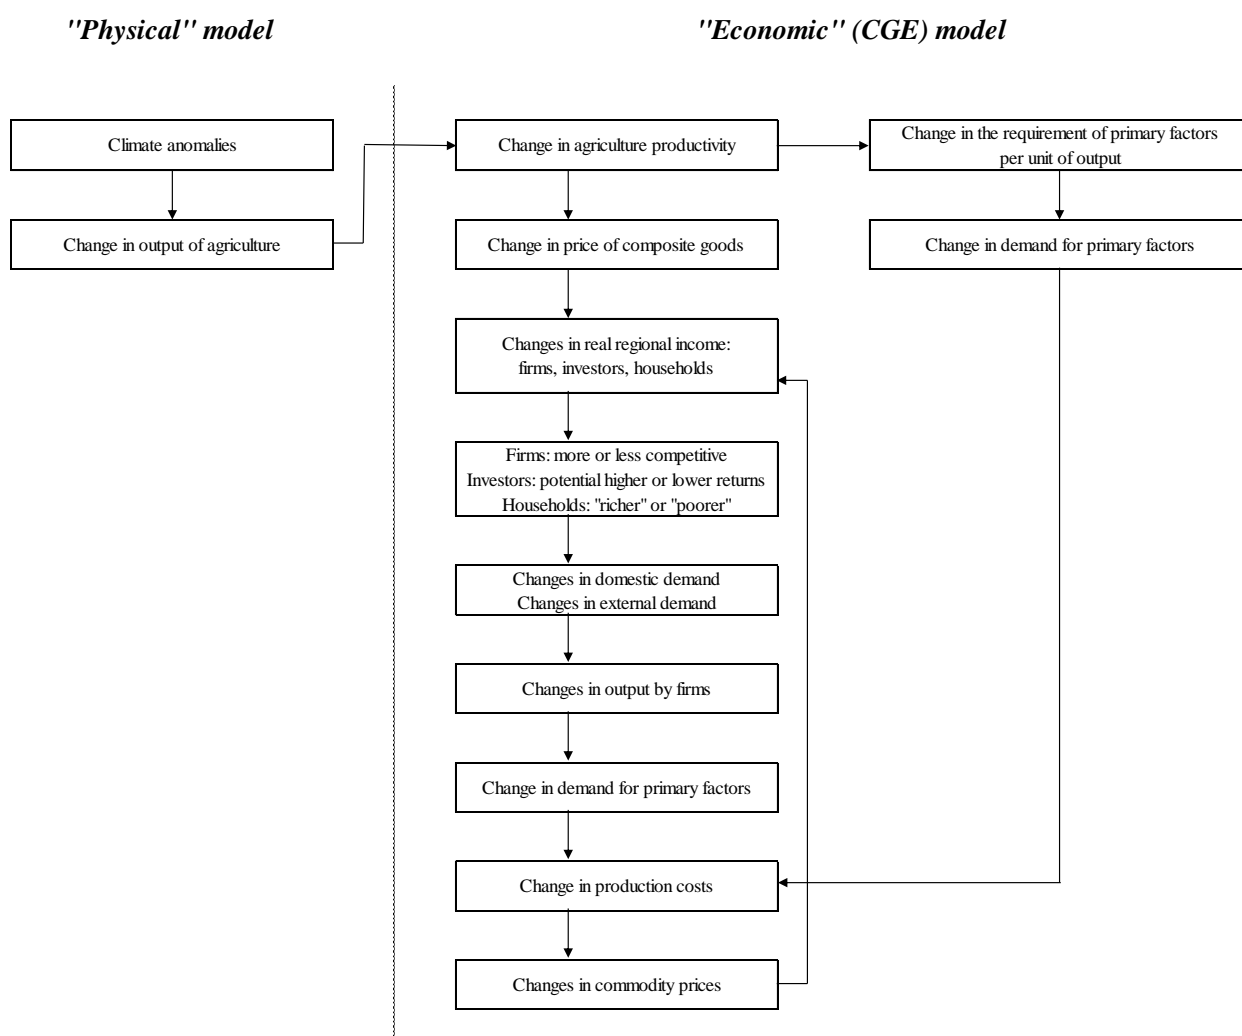 "Physical" model
"Economic" (CGE) model
Climate anomalies
Change in output of agriculture
Change in agriculture productivity
Change in price of composite goods
Changes in real regional income:
firms, investors, households
Firms: more or less competitive
Investors: potential higher or lower returns
Households: "richer" or "poorer"
Changes in domestic demand
Changes in external demand
Changes in output by firms
Change in demand for primary factors
Change in production costs
Changes in commodity prices
Change in the requirement of primary factors
per unit of output
Change in demand for primary factors